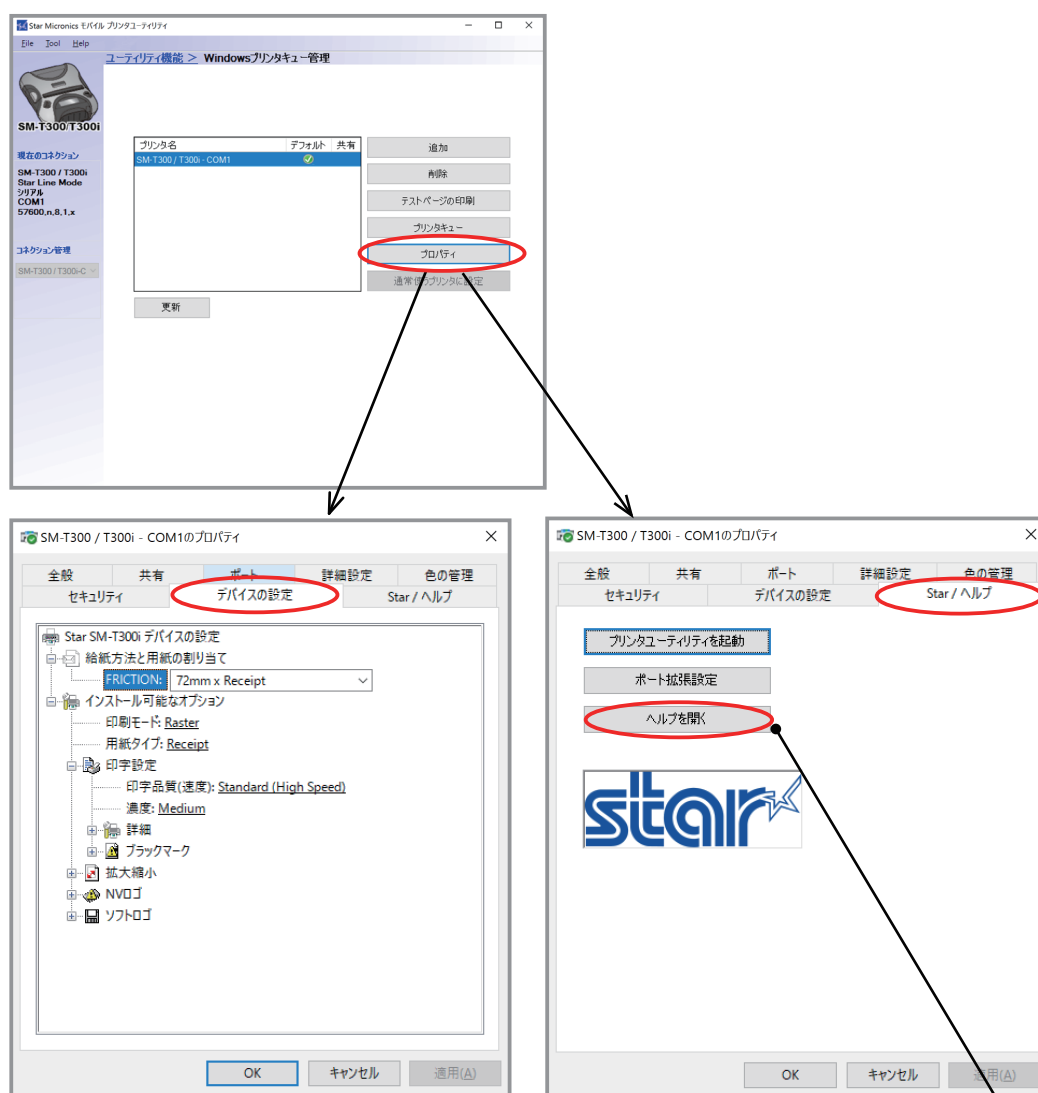 Star Micronics モバイル プリンタユーティリティ
File Tool Help
ユーティリティ機能 > Windowsプリンタキュー管理
SM-T300/T300i
現在のコネクション
SM-T300 / T300i
Star Line Mode
シリアル
COM1
57600,n,8,1,x
コネクション管理
SM-T300 / T300i-C
プリンタ名 デフォルト 共有
SM-T300 / T300i - COM1
追加
削除
テストページの印刷
プリンタキュー
プロパティ
通常使うプリンタに設定
更新
SM-T300 / T300i - COM1のプロパティ
全般 共有 ポート 詳細設定 色の管理
セキュリティ デバイスの設定 Star / ヘルプ
Star SM-T300i デバイスの設定
給紙方法と用紙の割り当て
FRICTION: 72mm x Receipt
インストール可能なオプション
印刷モード: Raster
用紙タイプ: Receipt
印字設定
印字品質(速度): Standard (High Speed)
濃度: Medium
詳細
ブラックマーク
拡大縮小
NVロゴ
ソフトロゴ
OK キャンセル 適用(A)
SM-T300 / T300i - COM1のプロパティ
全般 共有 ポート 詳細設定 色の管理
セキュリティ デバイスの設定 Star / ヘルプ
プリンタユーティリティを起動
ポート拡張設定
ヘルプを開く
star
OK キャンセル 適用(A)